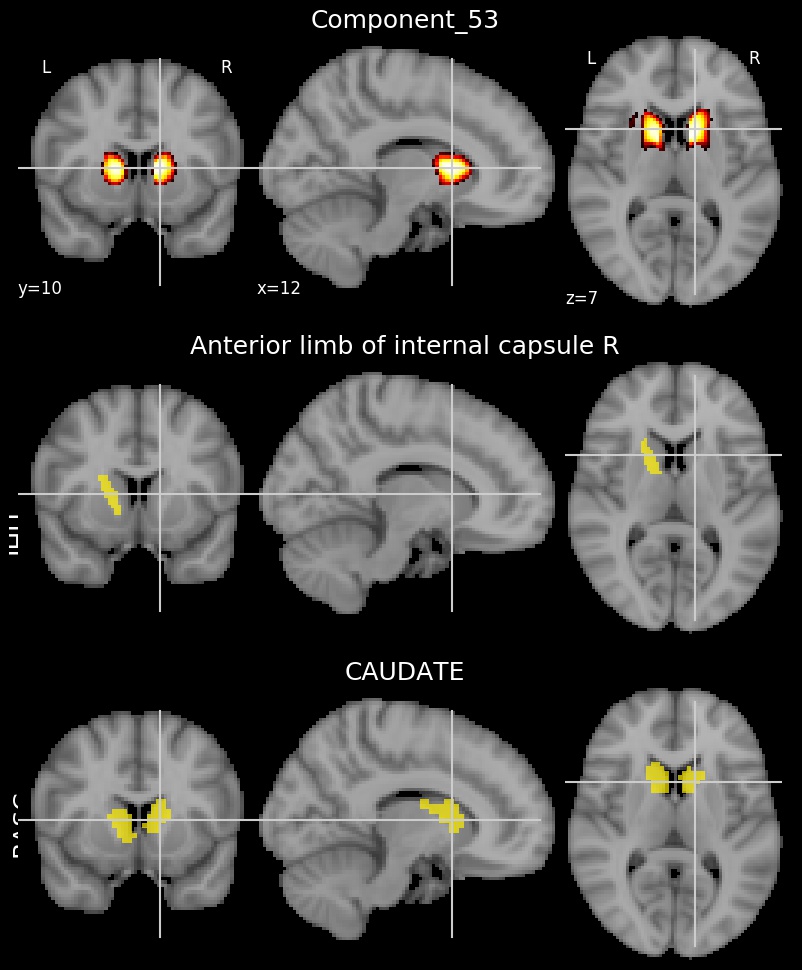 Component_53
L R L R
y=10 x=12 z=7
Anterior limb of internal capsule R
CAUDATE